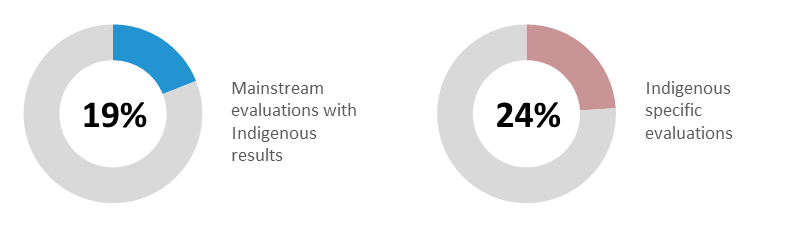 19%
Mainstream
evaluations with
Indigenous
results
24%
Indigenous
specific
evaluations